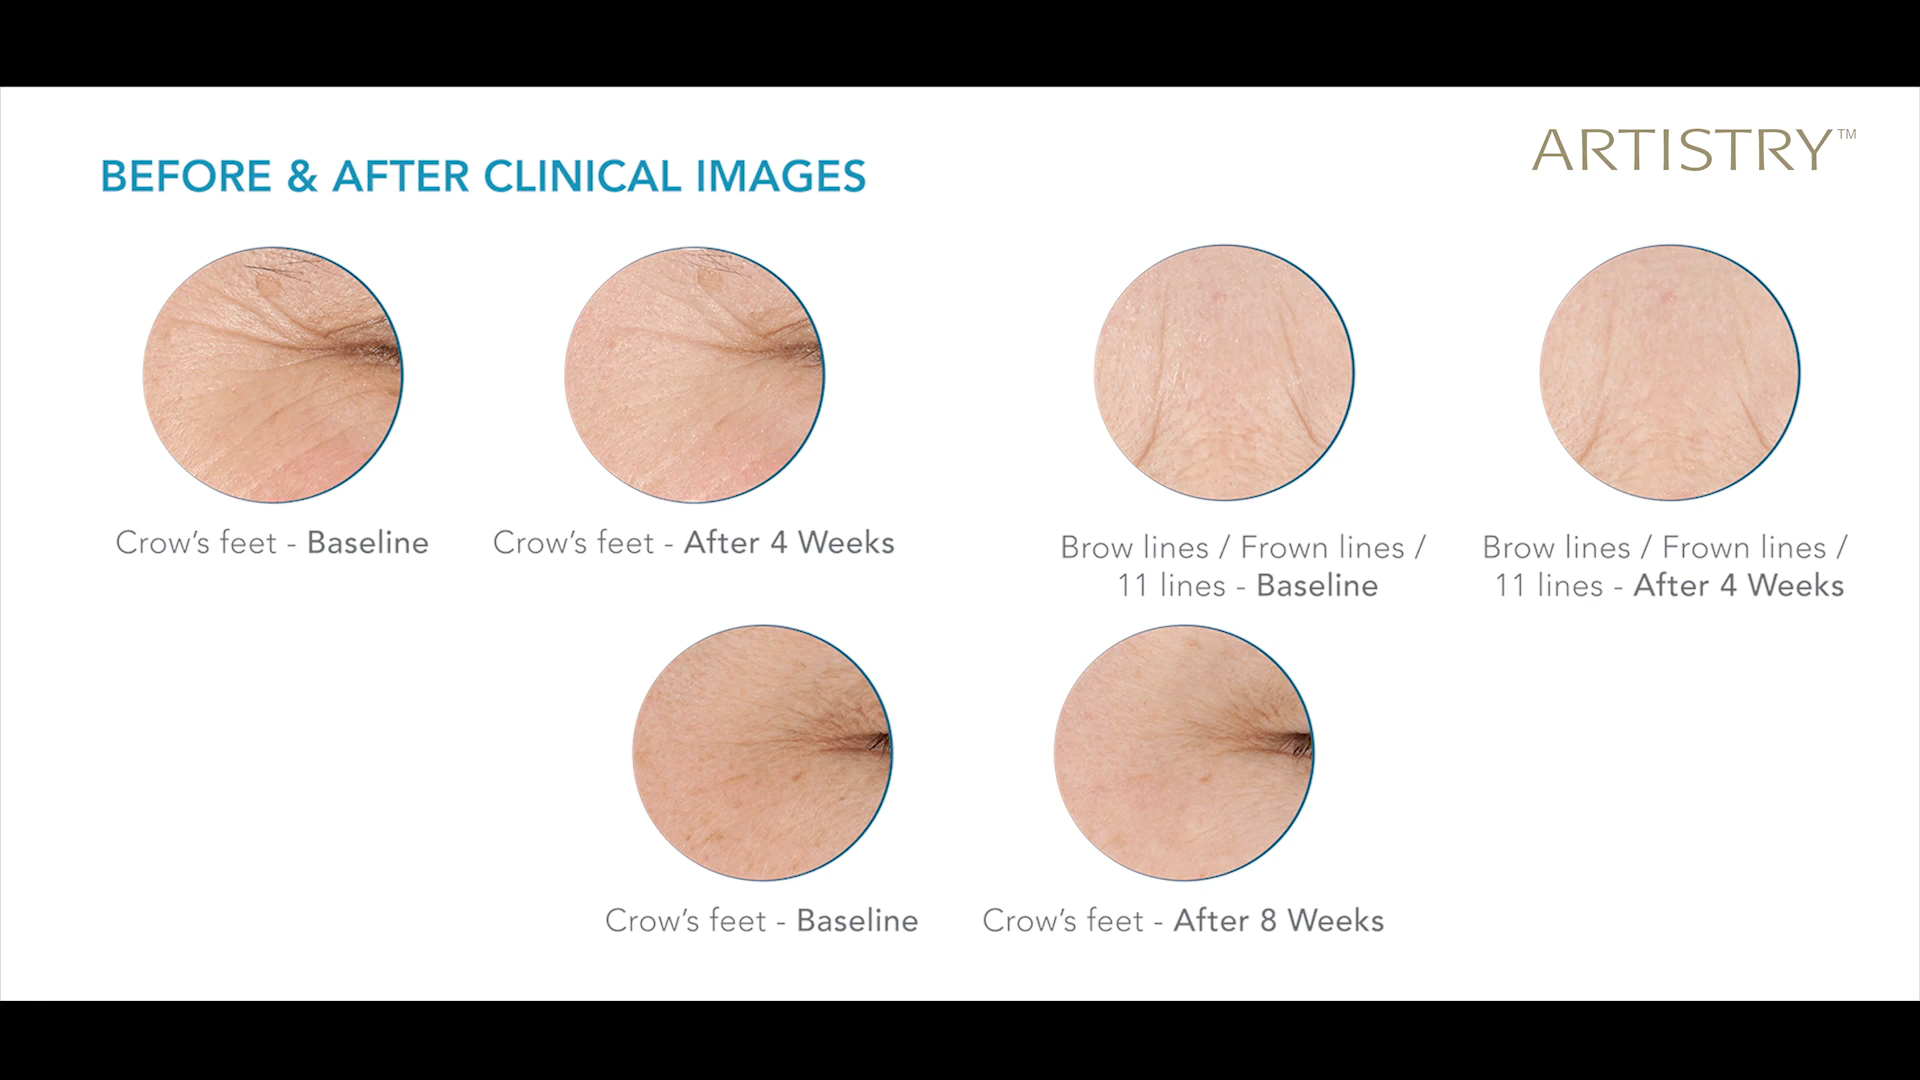 ARTISTRY™
BEFORE & AFTER CLINICAL IMAGES
Crow's feet - Baseline
Crow's feet - After 4 Weeks
Brow lines / Frown lines /
11 lines - Baseline
Brow lines / Frown lines /
11 lines - After 4 Weeks
Crow's feet - Baseline
Crow's feet - After 8 Weeks